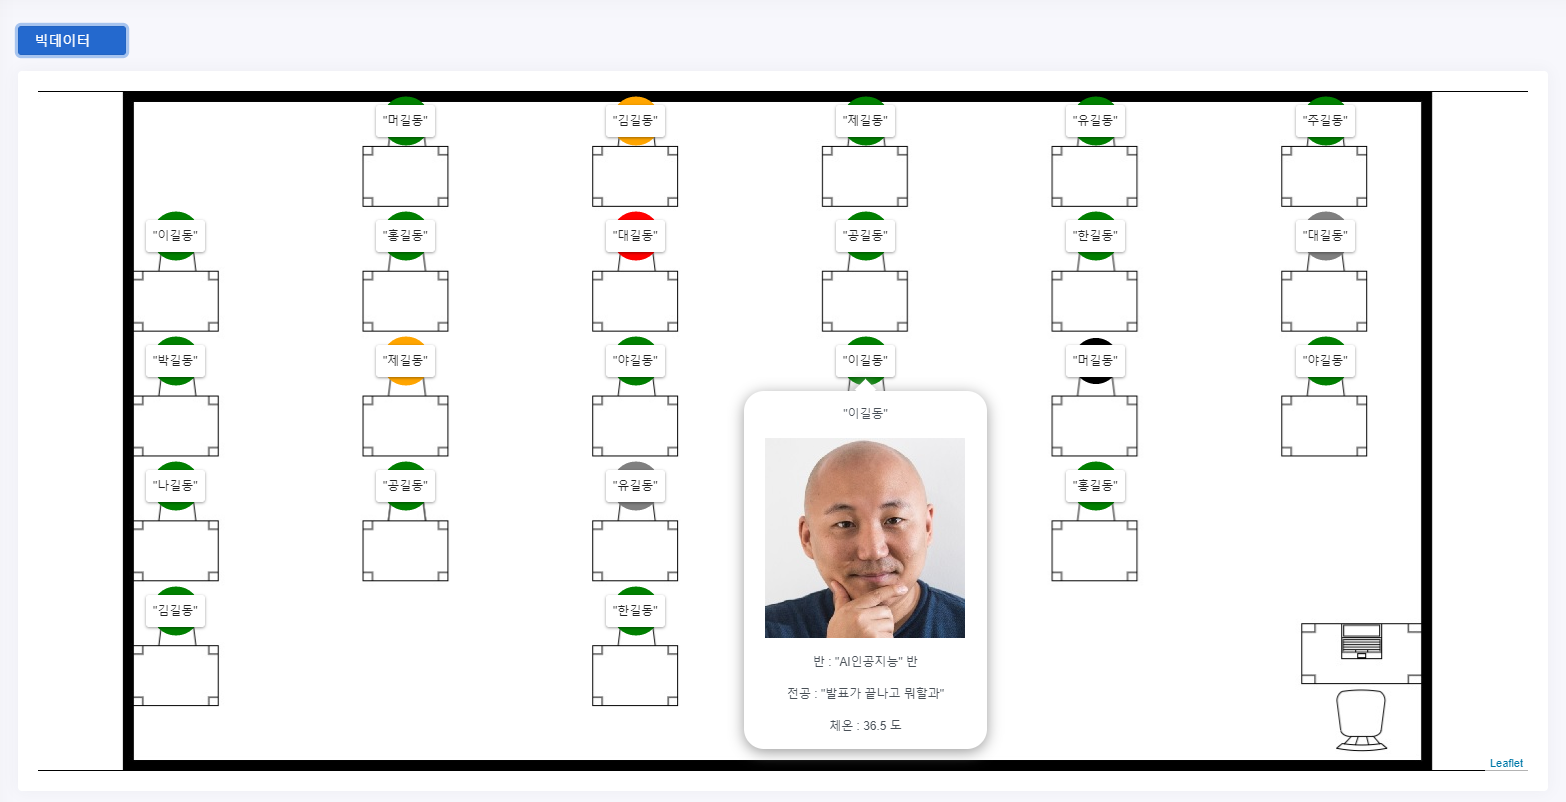 빅데이터
"머길동" "김길동" "제길동" "유길동" "주길동"
"이길동" "홍길동" "대길동" "공길동" "한길동" "대길동"
"박길동" "제길동" "야길동" "이길동" "머길동" "야길동"
"이길동"
"나길동" "공길동" "유길동" "홍길동"
"김길동" "한길동"
반 : "AI인공지능" 반
전공 : "발표가 끝나고 뭐할과"
체온 : 36.5 도
Leaflet